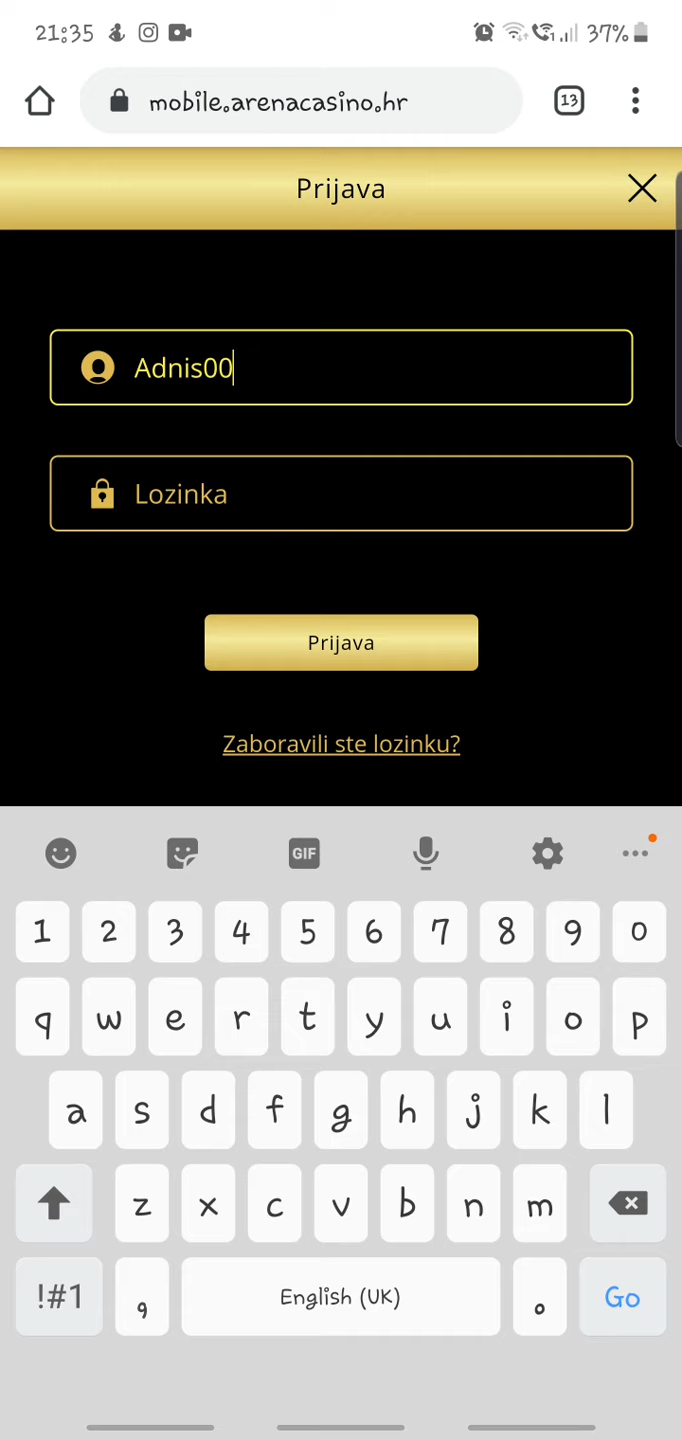 21:35
37%
mobile.arenacasino.hr
13
Prijava
Adnis00
Lozinka
Prijava
Zaboravili ste lozinku?
GIF
1 2 3 4 5 6 7 8 9 0
q w e r t y u i o p
a s d f g h j k l
z x c v b n m
!#1 , English (UK) . Go